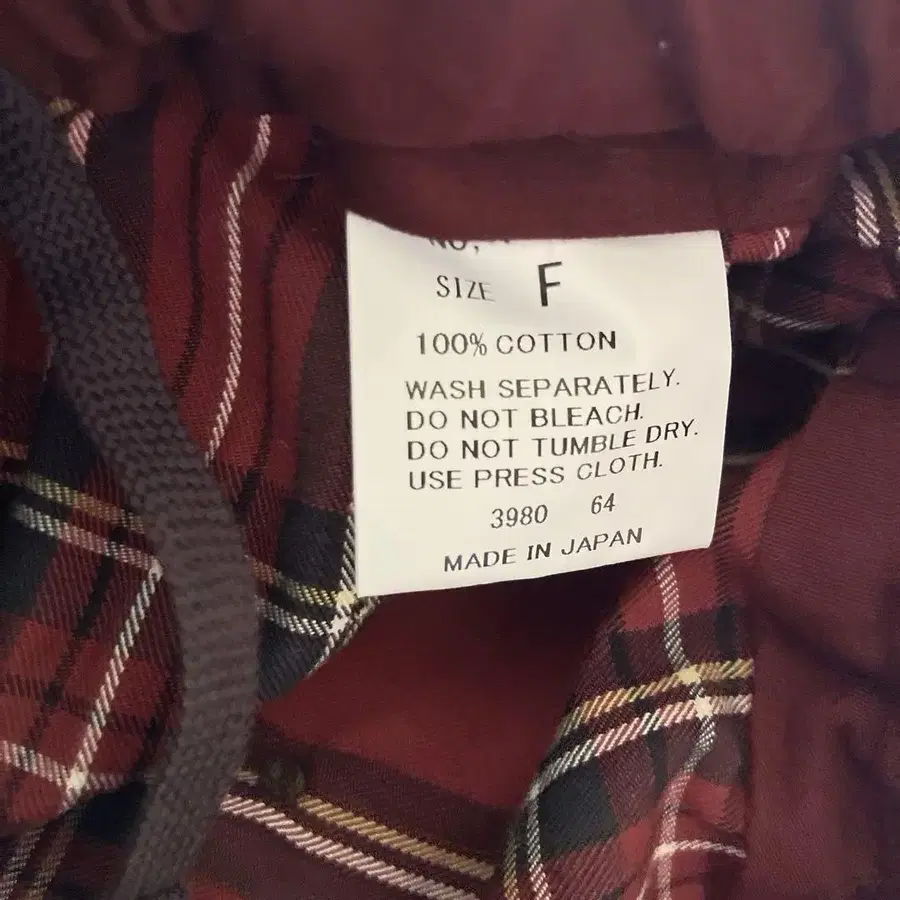 SIZE F
100% COTTON
WASH SEPARATELY.
DO NOT BLEACH.
DO NOT TUMBLE DRY.
USE PRESS CLOTH.
3980 64
MADE IN JAPAN